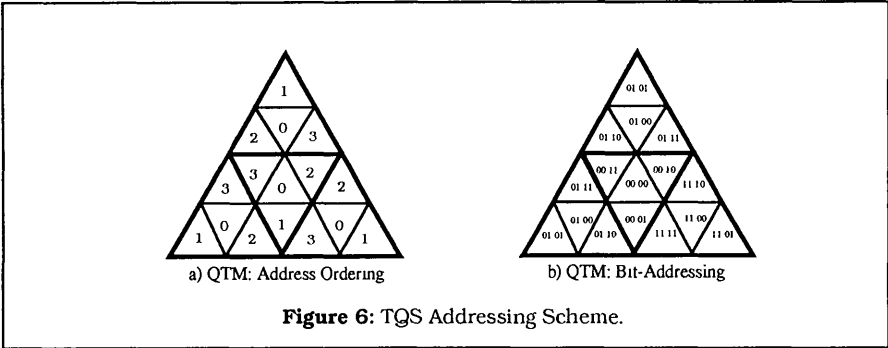 1
2 0 3
3 3 0 2 2
1 0 2 1 3 0 1
a) QTM: Address Ordering
01 01
01 10 01 00 01 11
01 11 00 11 00 00 00 10 11 10
01 01 01 00 01 10 00 01 11 11 11 00 11 01
b) QTM: Bit-Addressing
Figure 6: TQS Addressing Scheme.